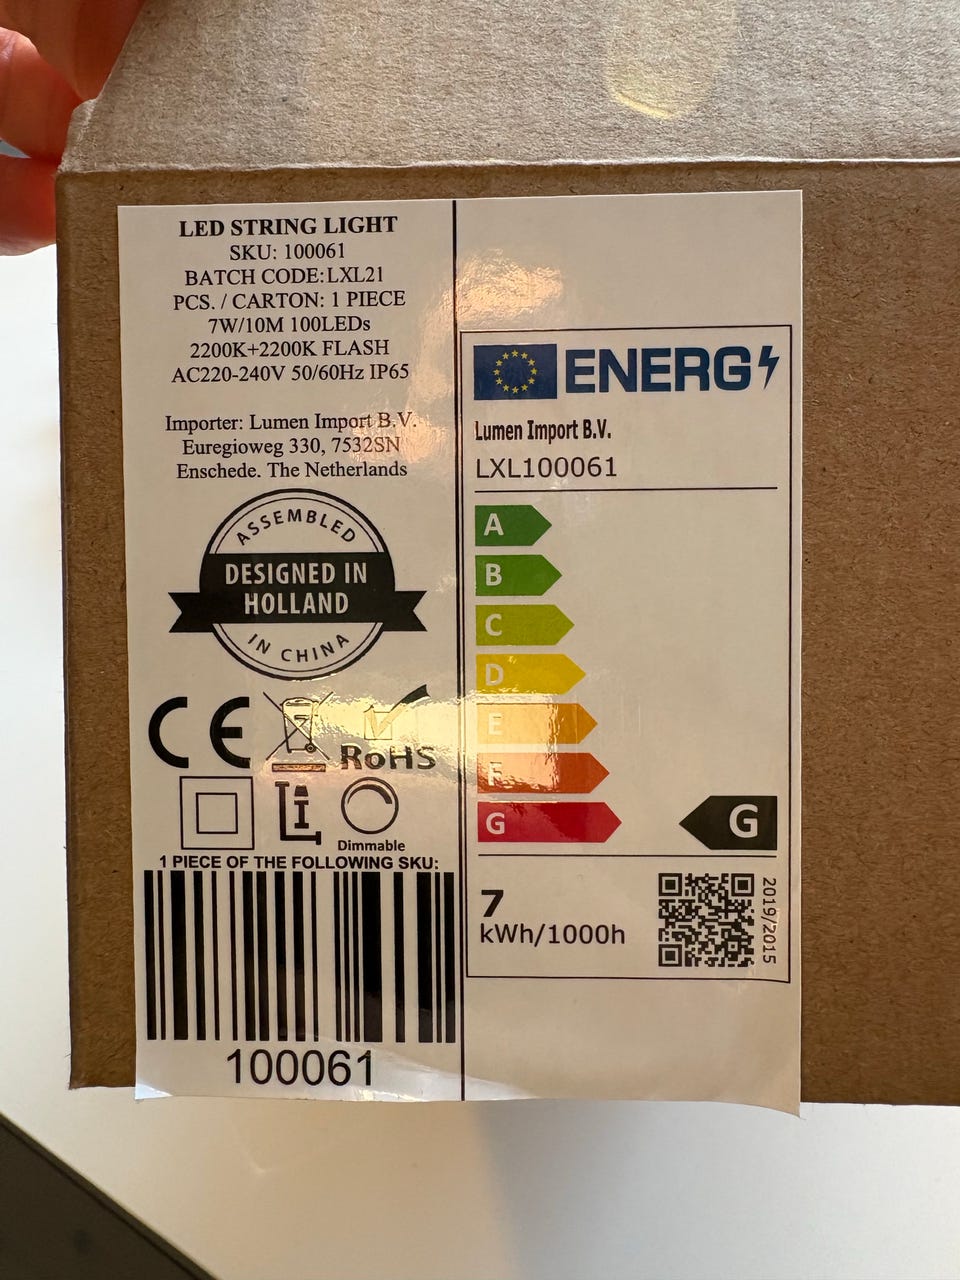 LED STRING LIGHT
SKU: 100061
BATCH CODE:LXL21
PCS. / CARTON: 1 PIECE
7W/10M 100LEDs
2200K+2200K FLASH
AC220-240V 50/60Hz IP65
Importer: Lumen Import B.V.
Euregioweg 330, 7532SN
Enschede. The Netherlands
ASSEMBLED
DESIGNED IN
HOLLAND
IN CHINA
CE
RoHS
Dimmable
1 PIECE OF THE FOLLOWING SKU:
100061
ENERG
Lumen Import B.V.
LXL100061
A
B
C
D
E
F
G
G
7
kWh/1000h
2019/2015